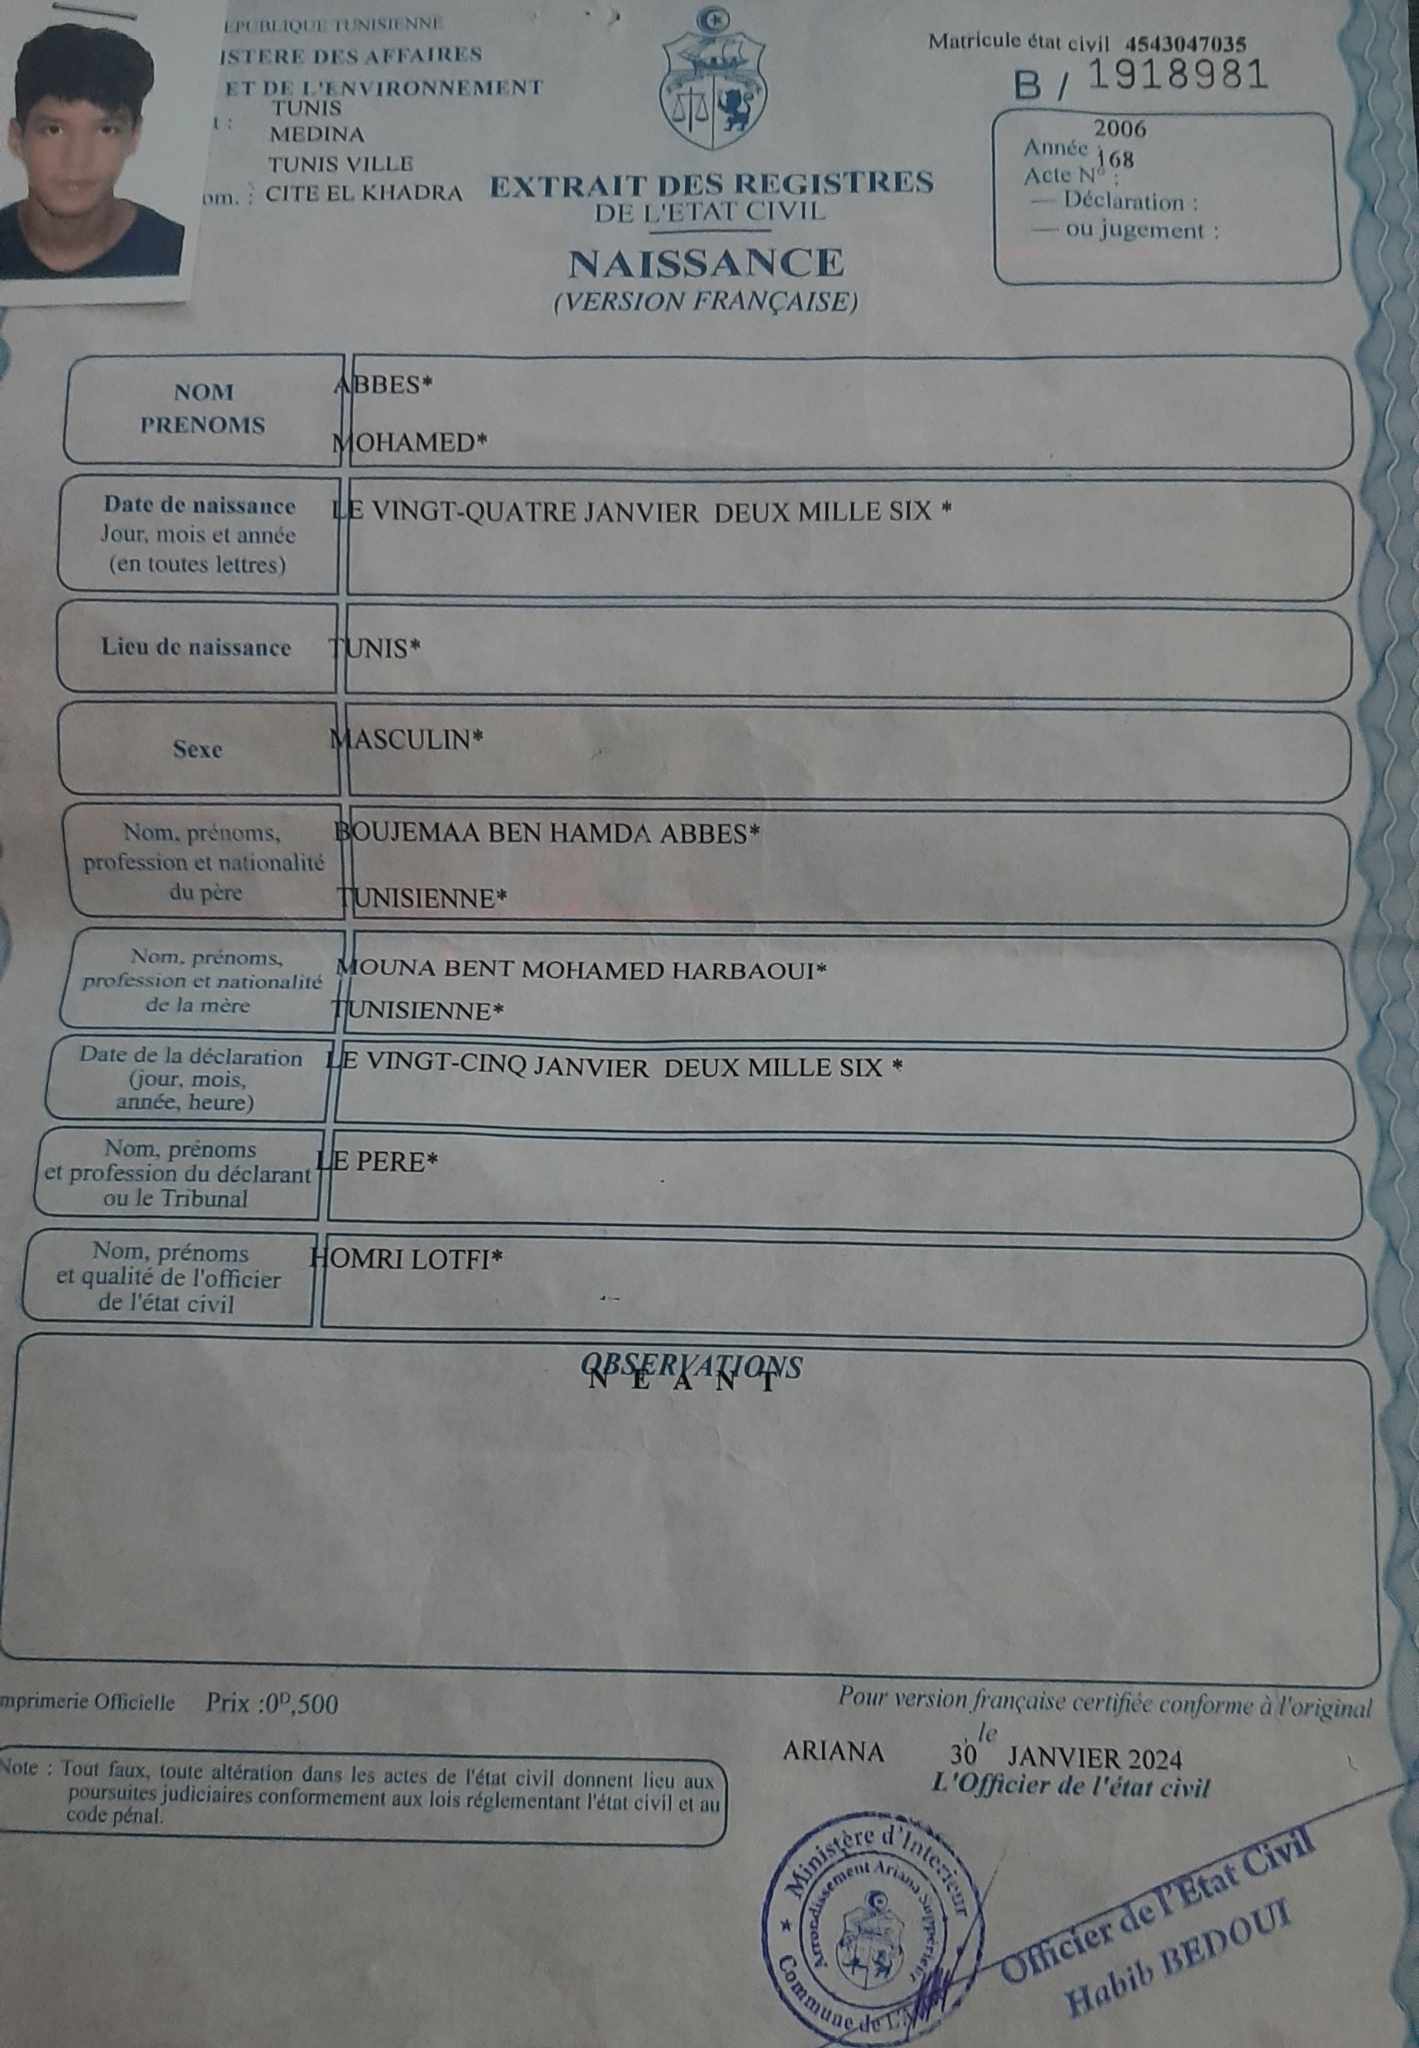 EPUBLIQUE TUNISIENNE
ISTERE DES AFFAIRES
ET DE L'ENVIRONNEMENT
TUNIS
t :
MEDINA
TUNIS VILLE
om. : CITE EL KHADRA
Matricule état civil 4543047035
B / 1918981
2006
Année :
168
Acte N° :
— Déclaration :
— ou jugement :
EXTRAIT DES REGISTRES
DE L'ETAT CIVIL
NAISSANCE
(VERSION FRANÇAISE)
NOM
PRENOMS
ABBES*
MOHAMED*
Date de naissance
Jour, mois et année
(en toutes lettres)
LE VINGT-QUATRE JANVIER DEUX MILLE SIX *
Lieu de naissance
TUNIS*
Sexe
MASCULIN*
Nom, prénoms,
profession et nationalité
du père
BOUJEMAA BEN HAMDA ABBES*
TUNISIENNE*
Nom, prénoms,
profession et nationalité
de la mère
MOUNA BENT MOHAMED HARBAOUI*
TUNISIENNE*
Date de la déclaration
(jour, mois,
année, heure)
LE VINGT-CINQ JANVIER DEUX MILLE SIX *
Nom, prénoms
et profession du déclarant
ou le Tribunal
LE PERE*
Nom, prénoms
et qualité de l'officier
de l'état civil
HOMRI LOTFI*
OBSERVATIONS
N E A N T
mprimerie Officielle Prix :0ᴰ,500
Pour version française certifiée conforme à l'original
, le
ARIANA 30 JANVIER 2024
L'Officier de l'état civil
Note : Tout faux, toute altération dans les actes de l'état civil donnent lieu aux
poursuites judiciaires conformement aux lois réglementant l'état civil et au
code pénal.
Ministère d'Interieur
Arrondissement Ariana Suppérieur
Commune de L'A
Officier de l'Etat Civil
Habib BEDOUI